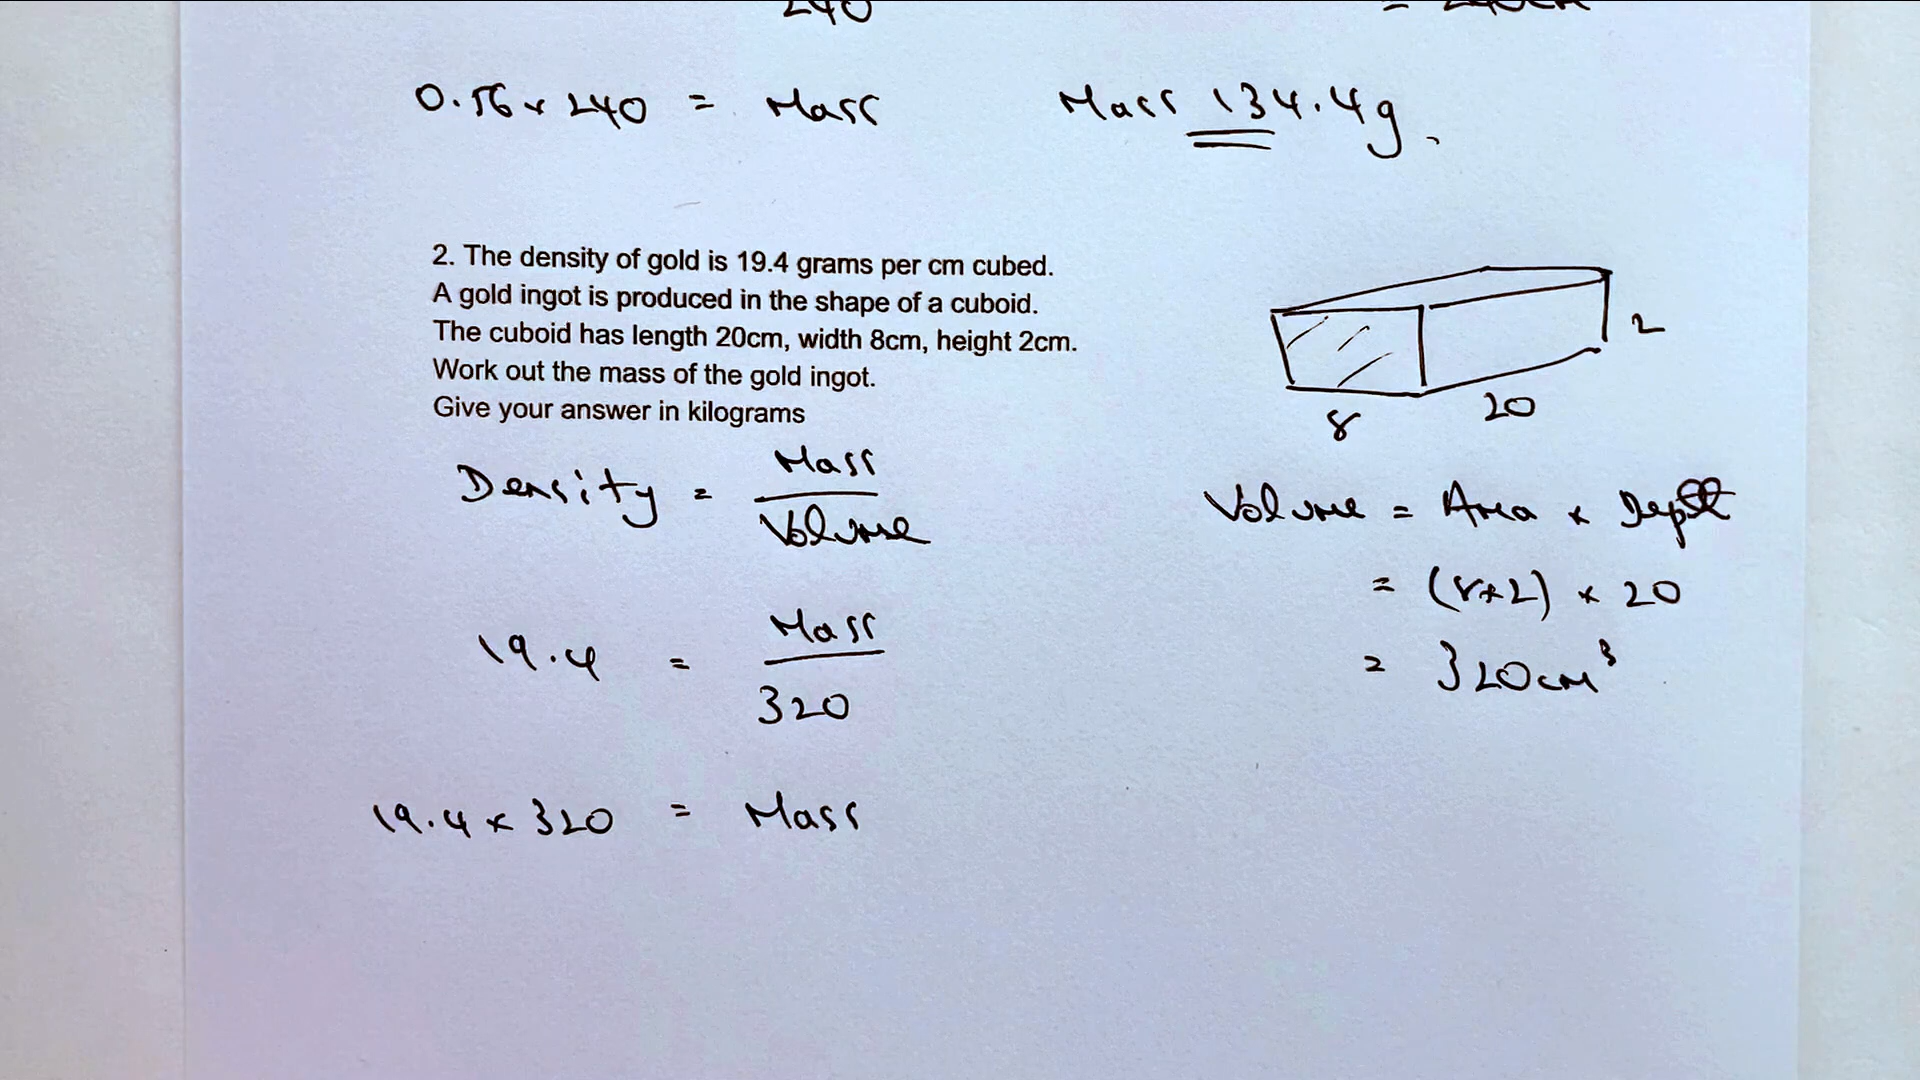 0.56 × 240 = Mass
Mass 134.4g.
2. The density of gold is 19.4 grams per cm cubed.
A gold ingot is produced in the shape of a cuboid.
The cuboid has length 20cm, width 8cm, height 2cm.
Work out the mass of the gold ingot.
Give your answer in kilograms
2
20
8
Density = Mass
Volume
Volume = Area × Depth
= (8×2) × 20
= 320cm³
19.4 = Mass
320
19.4 × 320 = Mass